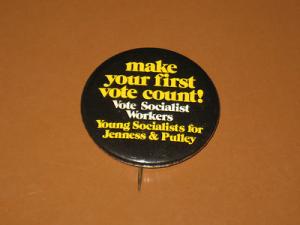 make
your first
vote count!
Vote Socialist
Workers
Young Socialists for
Jenness & Pulley